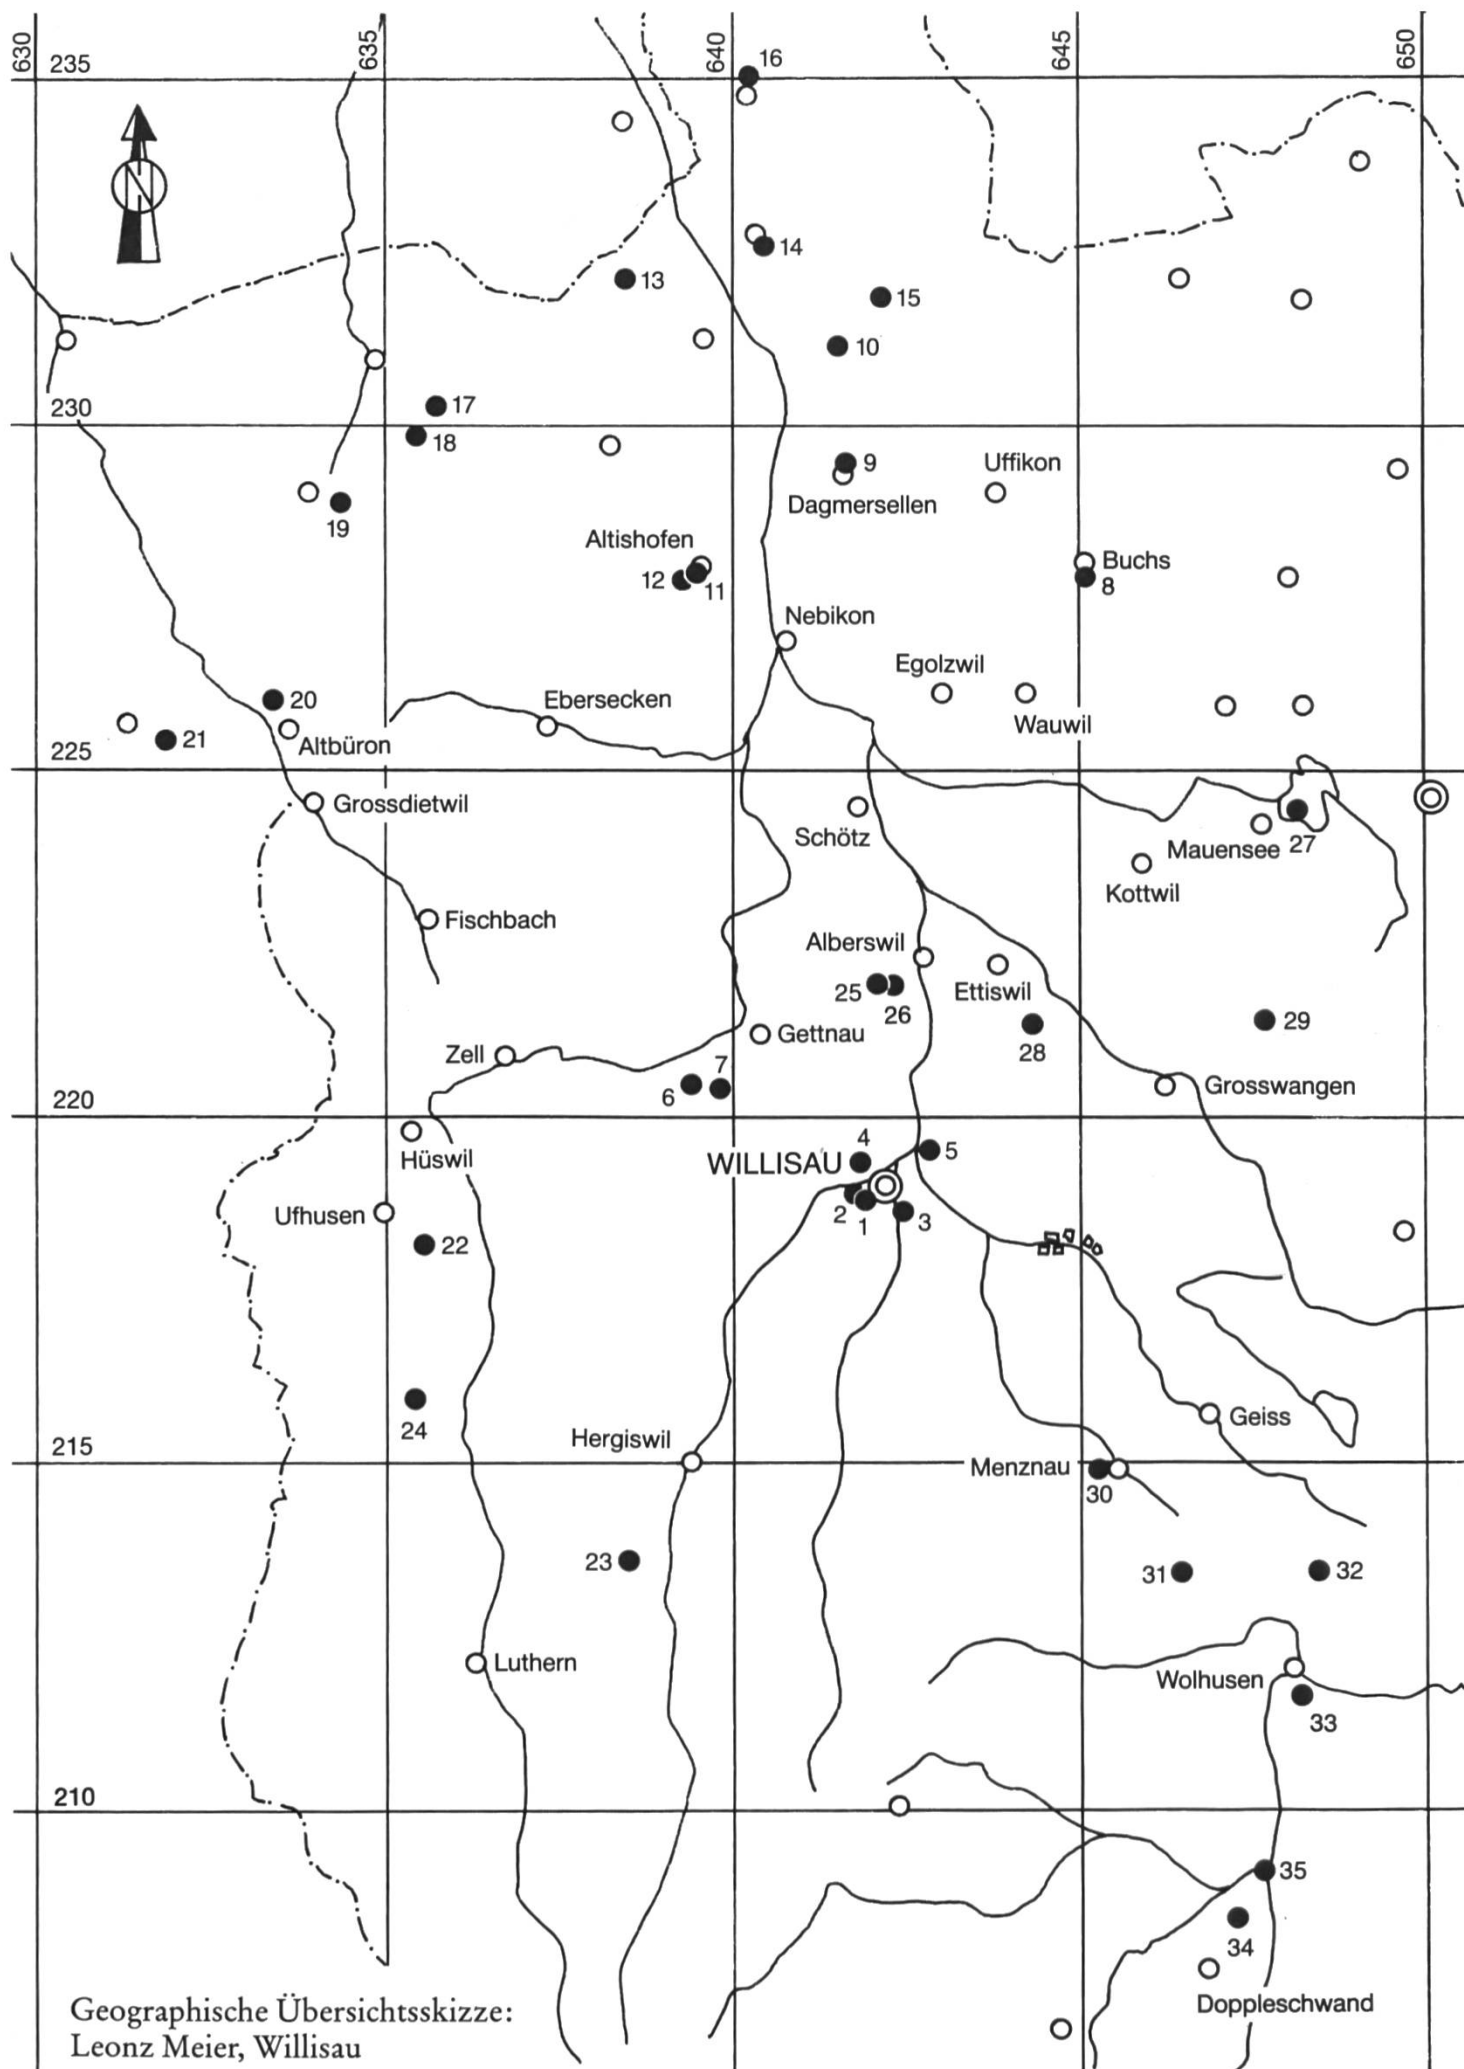 630
635
640
645
650
235
16
14
13
15
10
230
17
18
9
Uffikon
Dagmersellen
19
Altishofen
12
11
Buchs
8
Nebikon
Egolzwil
Ebersecken
20
Wauwil
21
Altbüron
225
Grossdietwil
Schötz
Mauensee
27
Kottwil
Fischbach
Alberswil
25
26
Ettiswil
29
Gettnau
28
Zell
7
6
Grosswangen
220
4
5
Hüswil
WILLISAU
2
1
3
Ufhusen
22
24
Geiss
215
Hergiswil
Menznau
30
23
31
32
Luthern
Wolhusen
33
210
35
34
Doppleschwand
Geographische Übersichtsskizze:
Leonz Meier, Willisau